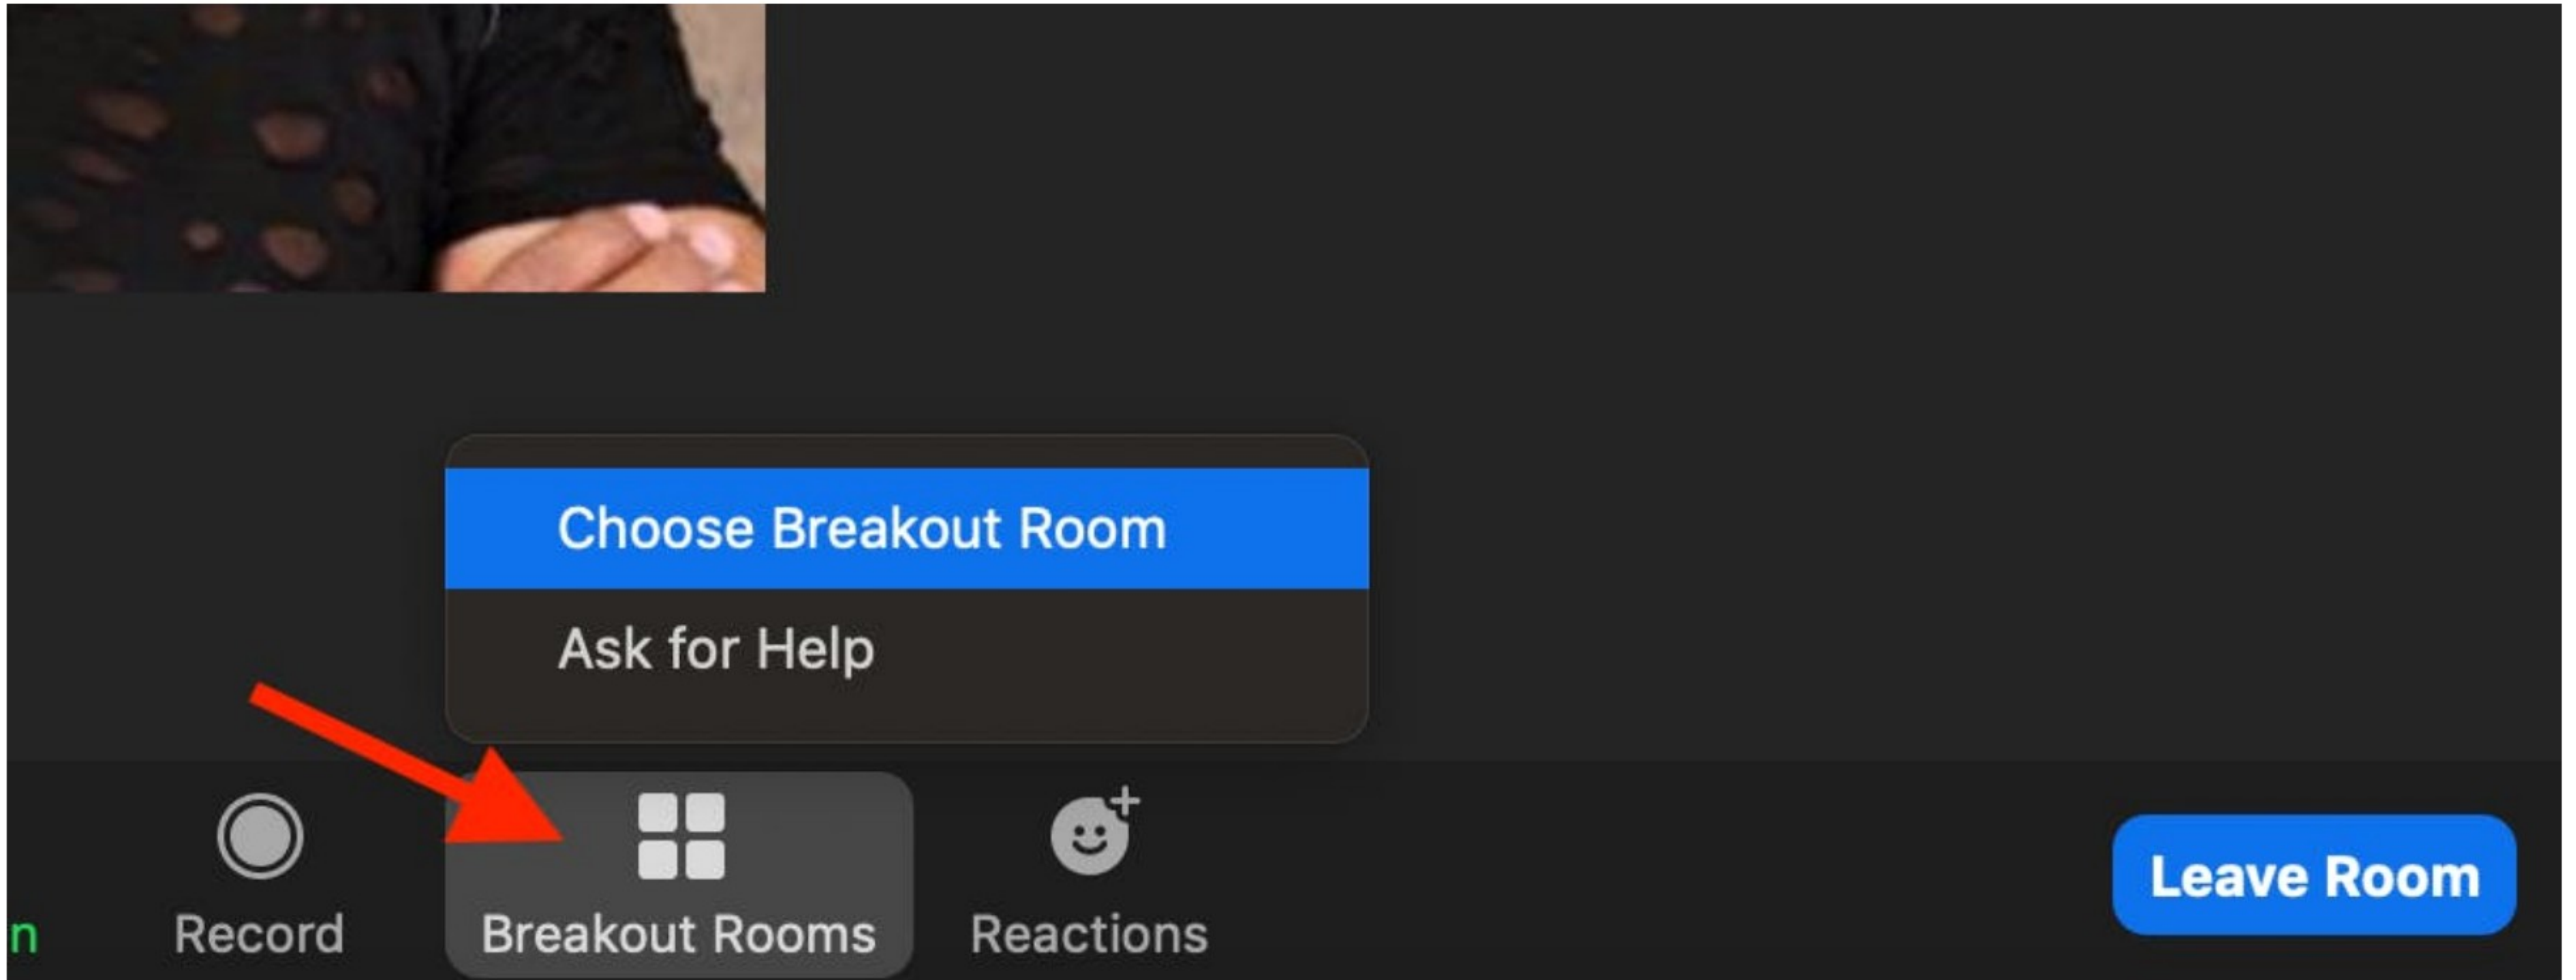 Choose Breakout Room
Ask for Help
n
Record
Breakout Rooms
Reactions
Leave Room